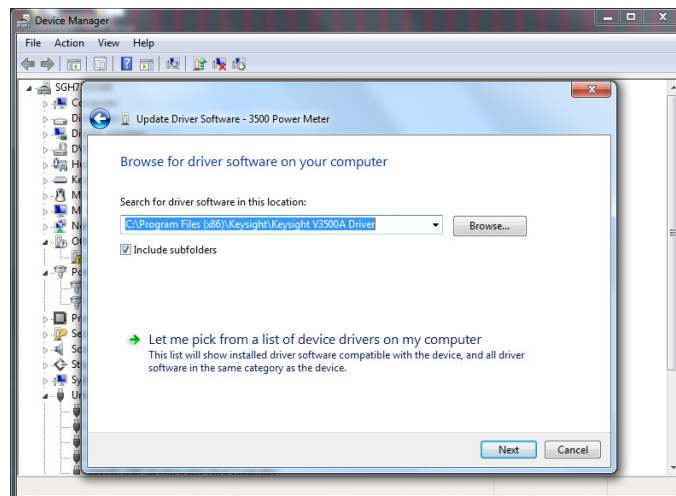 Device Manager
File Action View Help
SGH7
Update Driver Software - 3500 Power Meter
Browse for driver software on your computer
Search for driver software in this location:
C:\Program Files (x86)\Keysight\Keysight V3500A Driver
Browse...
Include subfolders
Let me pick from a list of device drivers on my computer
This list will show installed driver software compatible with the device, and all driver
software in the same category as the device.
Next Cancel